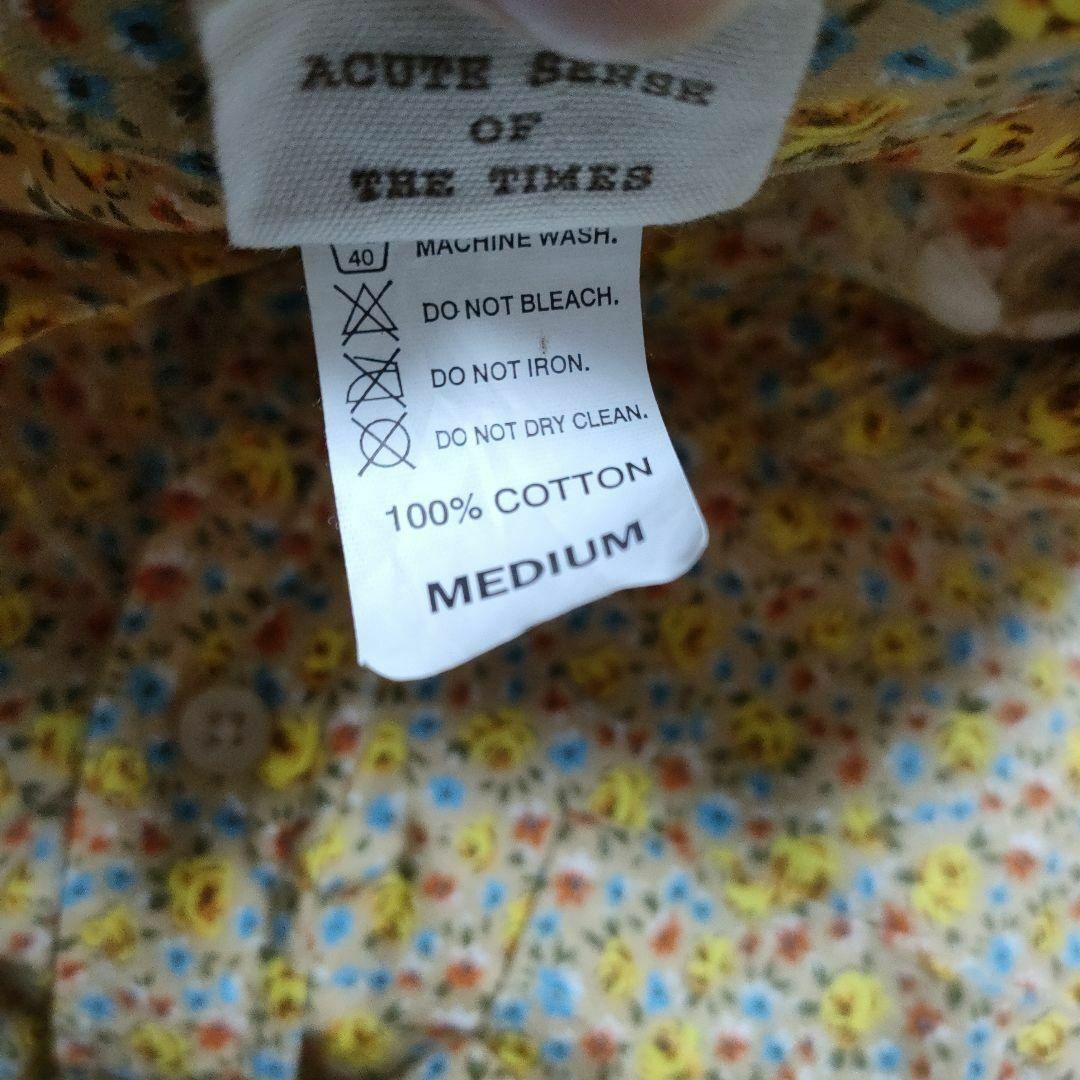 ACUTE SENSE
OF
THE TIMES
40 MACHINE WASH.
DO NOT BLEACH.
DO NOT IRON.
DO NOT DRY CLEAN.
100% COTTON
MEDIUM